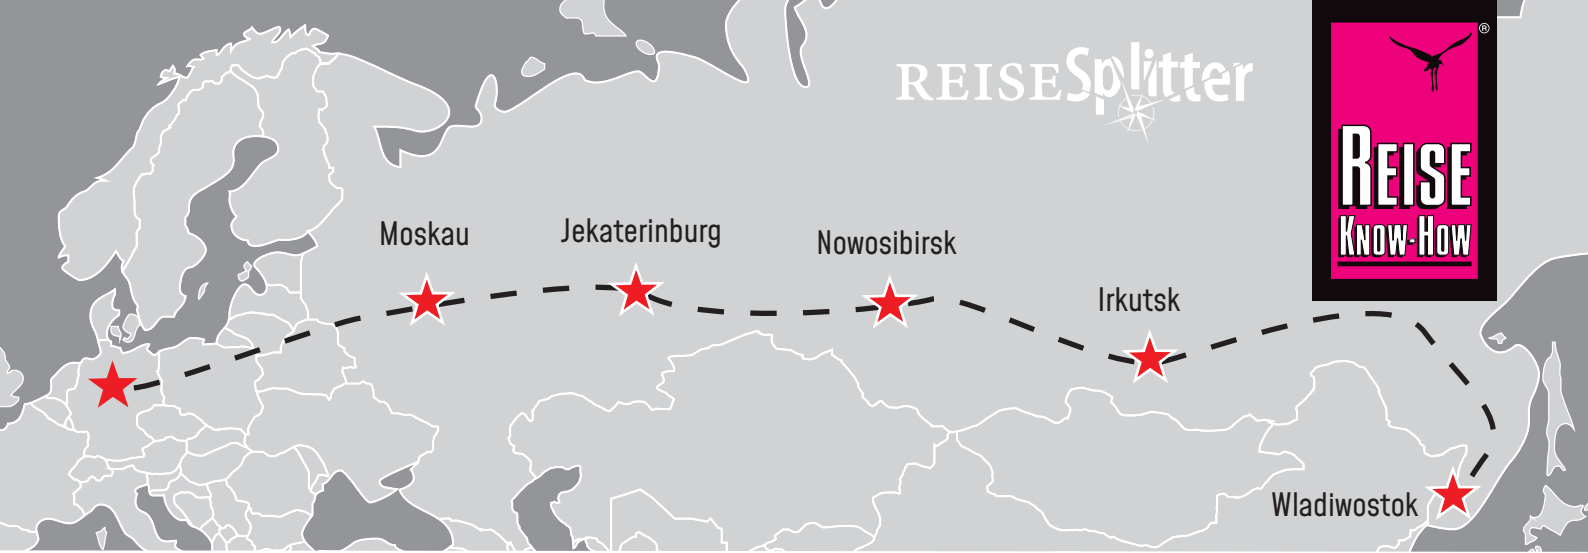 REISESplitter
®
REISE
KNOW-HOW
Moskau
Jekaterinburg
Nowosibirsk
Irkutsk
Wladiwostok